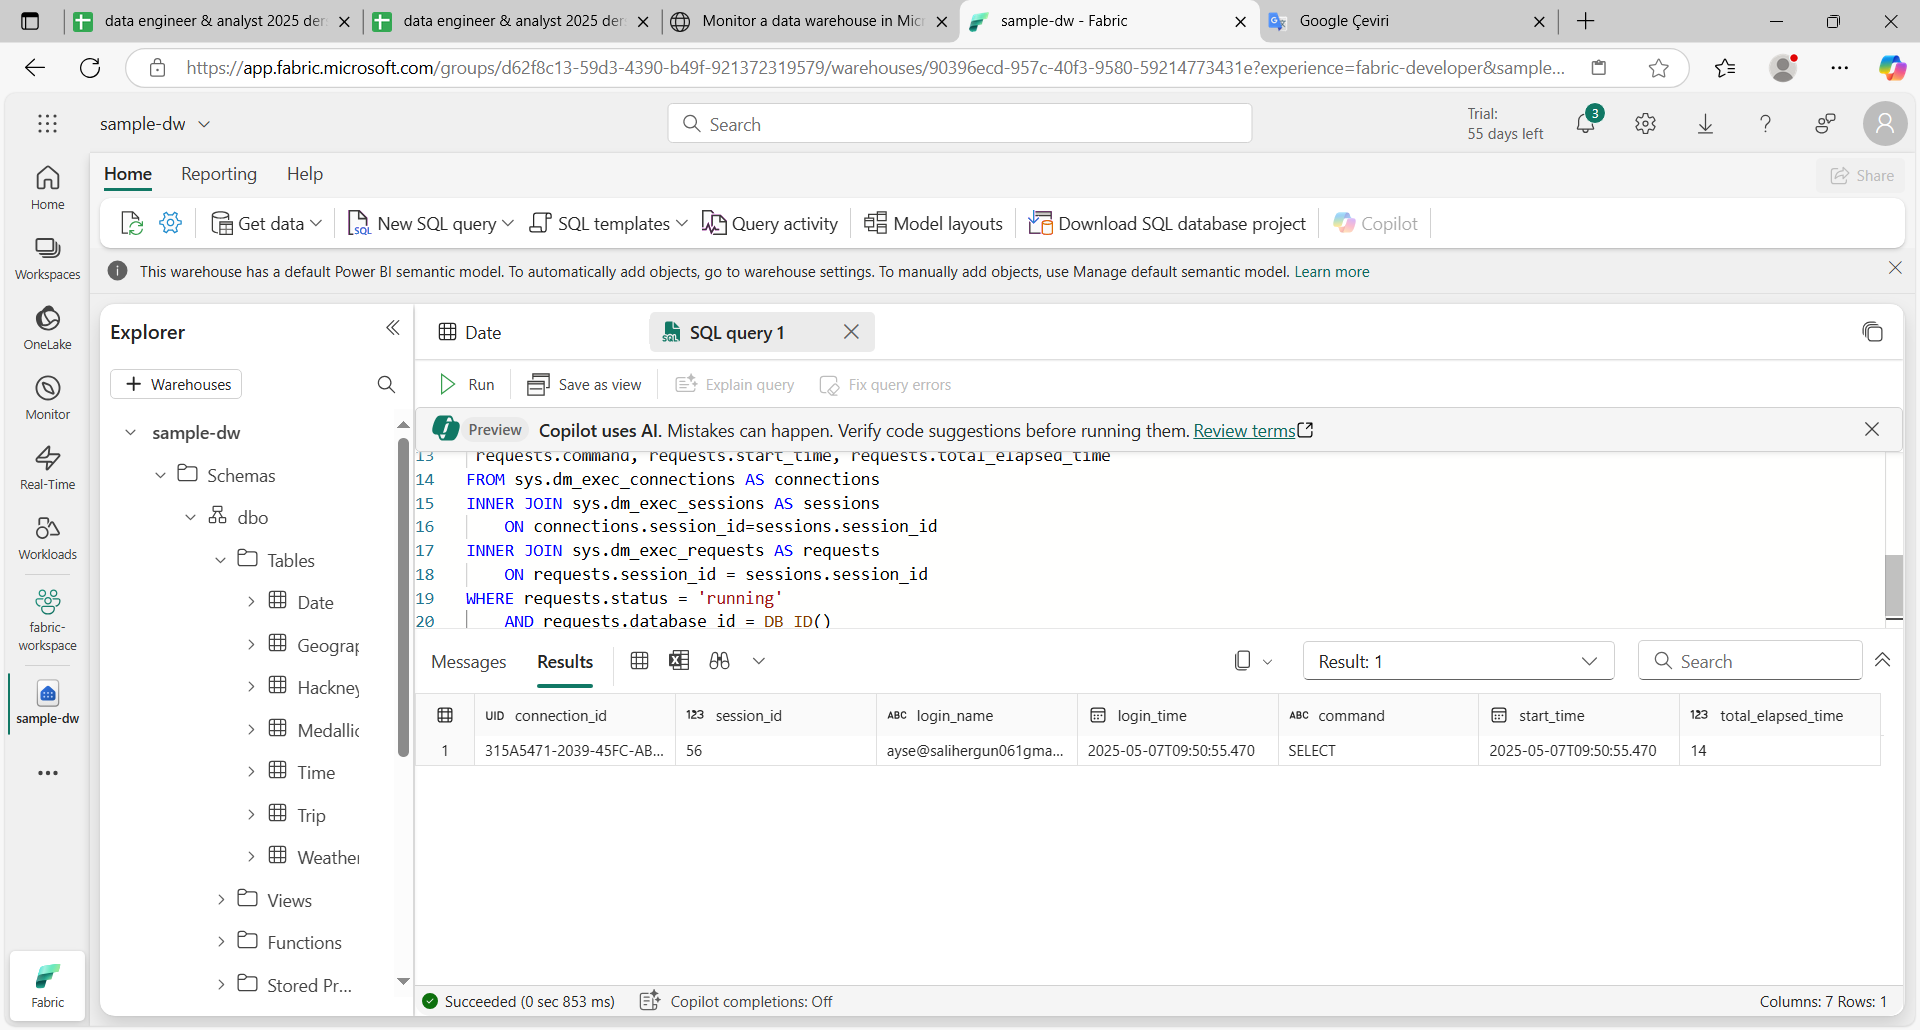 data engineer & analyst 2025 der
data engineer & analyst 2025 der
Monitor a data warehouse in Micr
sample-dw - Fabric
Google Çeviri
https://app.fabric.microsoft.com/groups/d62f8c13-59d3-4390-b49f-921372319579/warehouses/90396ecd-957c-40f3-9580-59214773431e?experience=fabric-developer&sample...
sample-dw
Search
Trial:
55 days left
3
Home
Reporting
Help
Share
Get data
New SQL query
SQL templates
Query activity
Model layouts
Download SQL database project
Copilot
This warehouse has a default Power BI semantic model. To automatically add objects, go to warehouse settings. To manually add objects, use Manage default semantic model. Learn more
Home
Workspaces
OneLake
Monitor
Real-Time
Workloads
fabric-
workspace
sample-dw
Fabric
Explorer
Warehouses
sample-dw
Schemas
dbo
Tables
Date
Geograp
Hackney
Medallic
Time
Trip
Weather
Views
Functions
Stored Pr...
Date
SQL query 1
Run
Save as view
Explain query
Fix query errors
Preview
Copilot uses AI. Mistakes can happen. Verify code suggestions before running them. Review terms
13 requests.command, requests.start_time, requests.total_elapsed_time
14 FROM sys.dm_exec_connections AS connections
15 INNER JOIN sys.dm_exec_sessions AS sessions
16 ON connections.session_id=sessions.session_id
17 INNER JOIN sys.dm_exec_requests AS requests
18 ON requests.session_id = sessions.session_id
19 WHERE requests.status = 'running'
20 AND requests.database_id = DB_ID()
Messages
Results
Result: 1
Search
UID connection_id
123 session_id
ABC login_name
login_time
ABC command
start_time
123 total_elapsed_time
1
315A5471-2039-45FC-AB...
56
ayse@salihergun061gma...
2025-05-07T09:50:55.470
SELECT
2025-05-07T09:50:55.470
14
Succeeded (0 sec 853 ms)
Copilot completions: Off
Columns: 7 Rows: 1